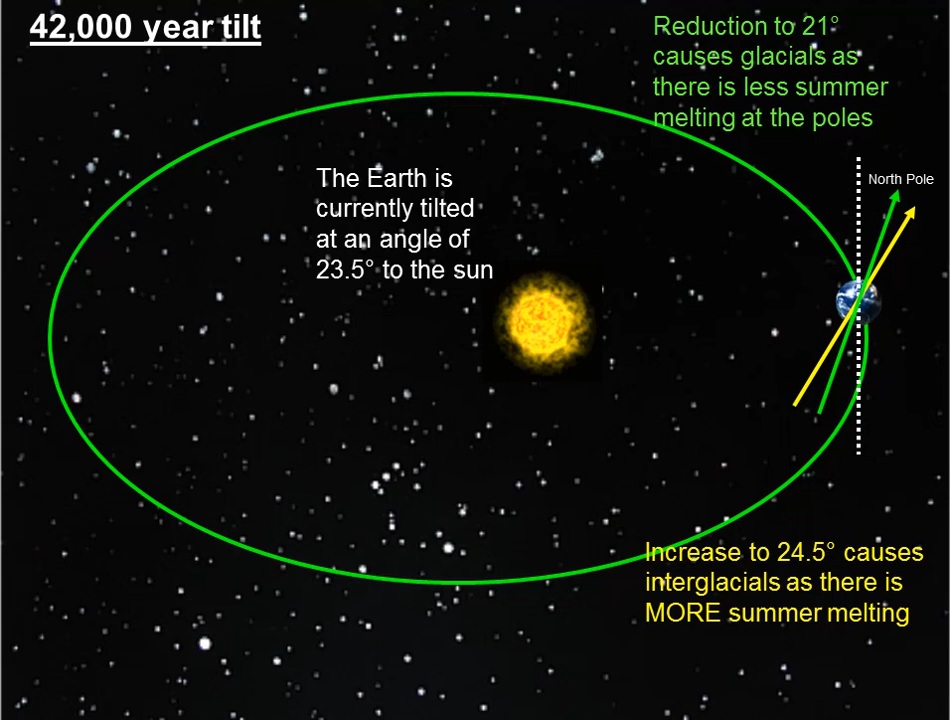 42,000 year tilt
Reduction to 21°
causes glacials as
there is less summer
melting at the poles
The Earth is
currently tilted
at an angle of
23.5° to the sun
North Pole
Increase to 24.5° causes
interglacials as there is
MORE summer melting